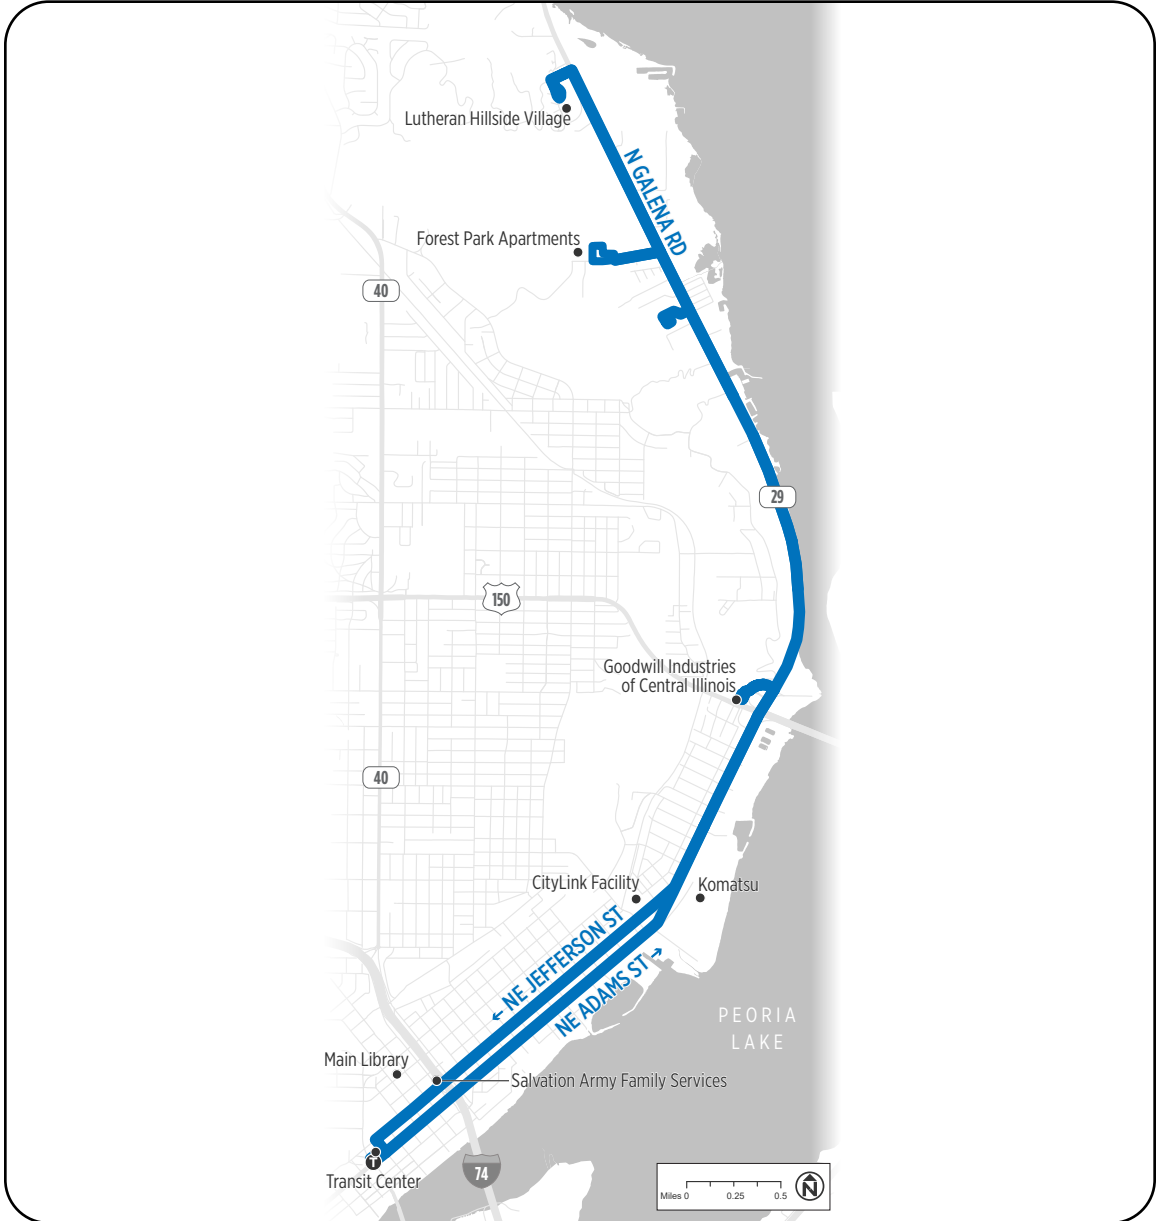 Lutheran Hillside Village
N GALENA RD
Forest Park Apartments
40
29
150
Goodwill Industries
of Central Illinois
40
CityLink Facility
Komatsu
← NE JEFFERSON ST
NE ADAMS ST →
PEORIA
LAKE
Main Library
Salvation Army Family Services
T
Transit Center
74
Miles 0 0.25 0.5
N